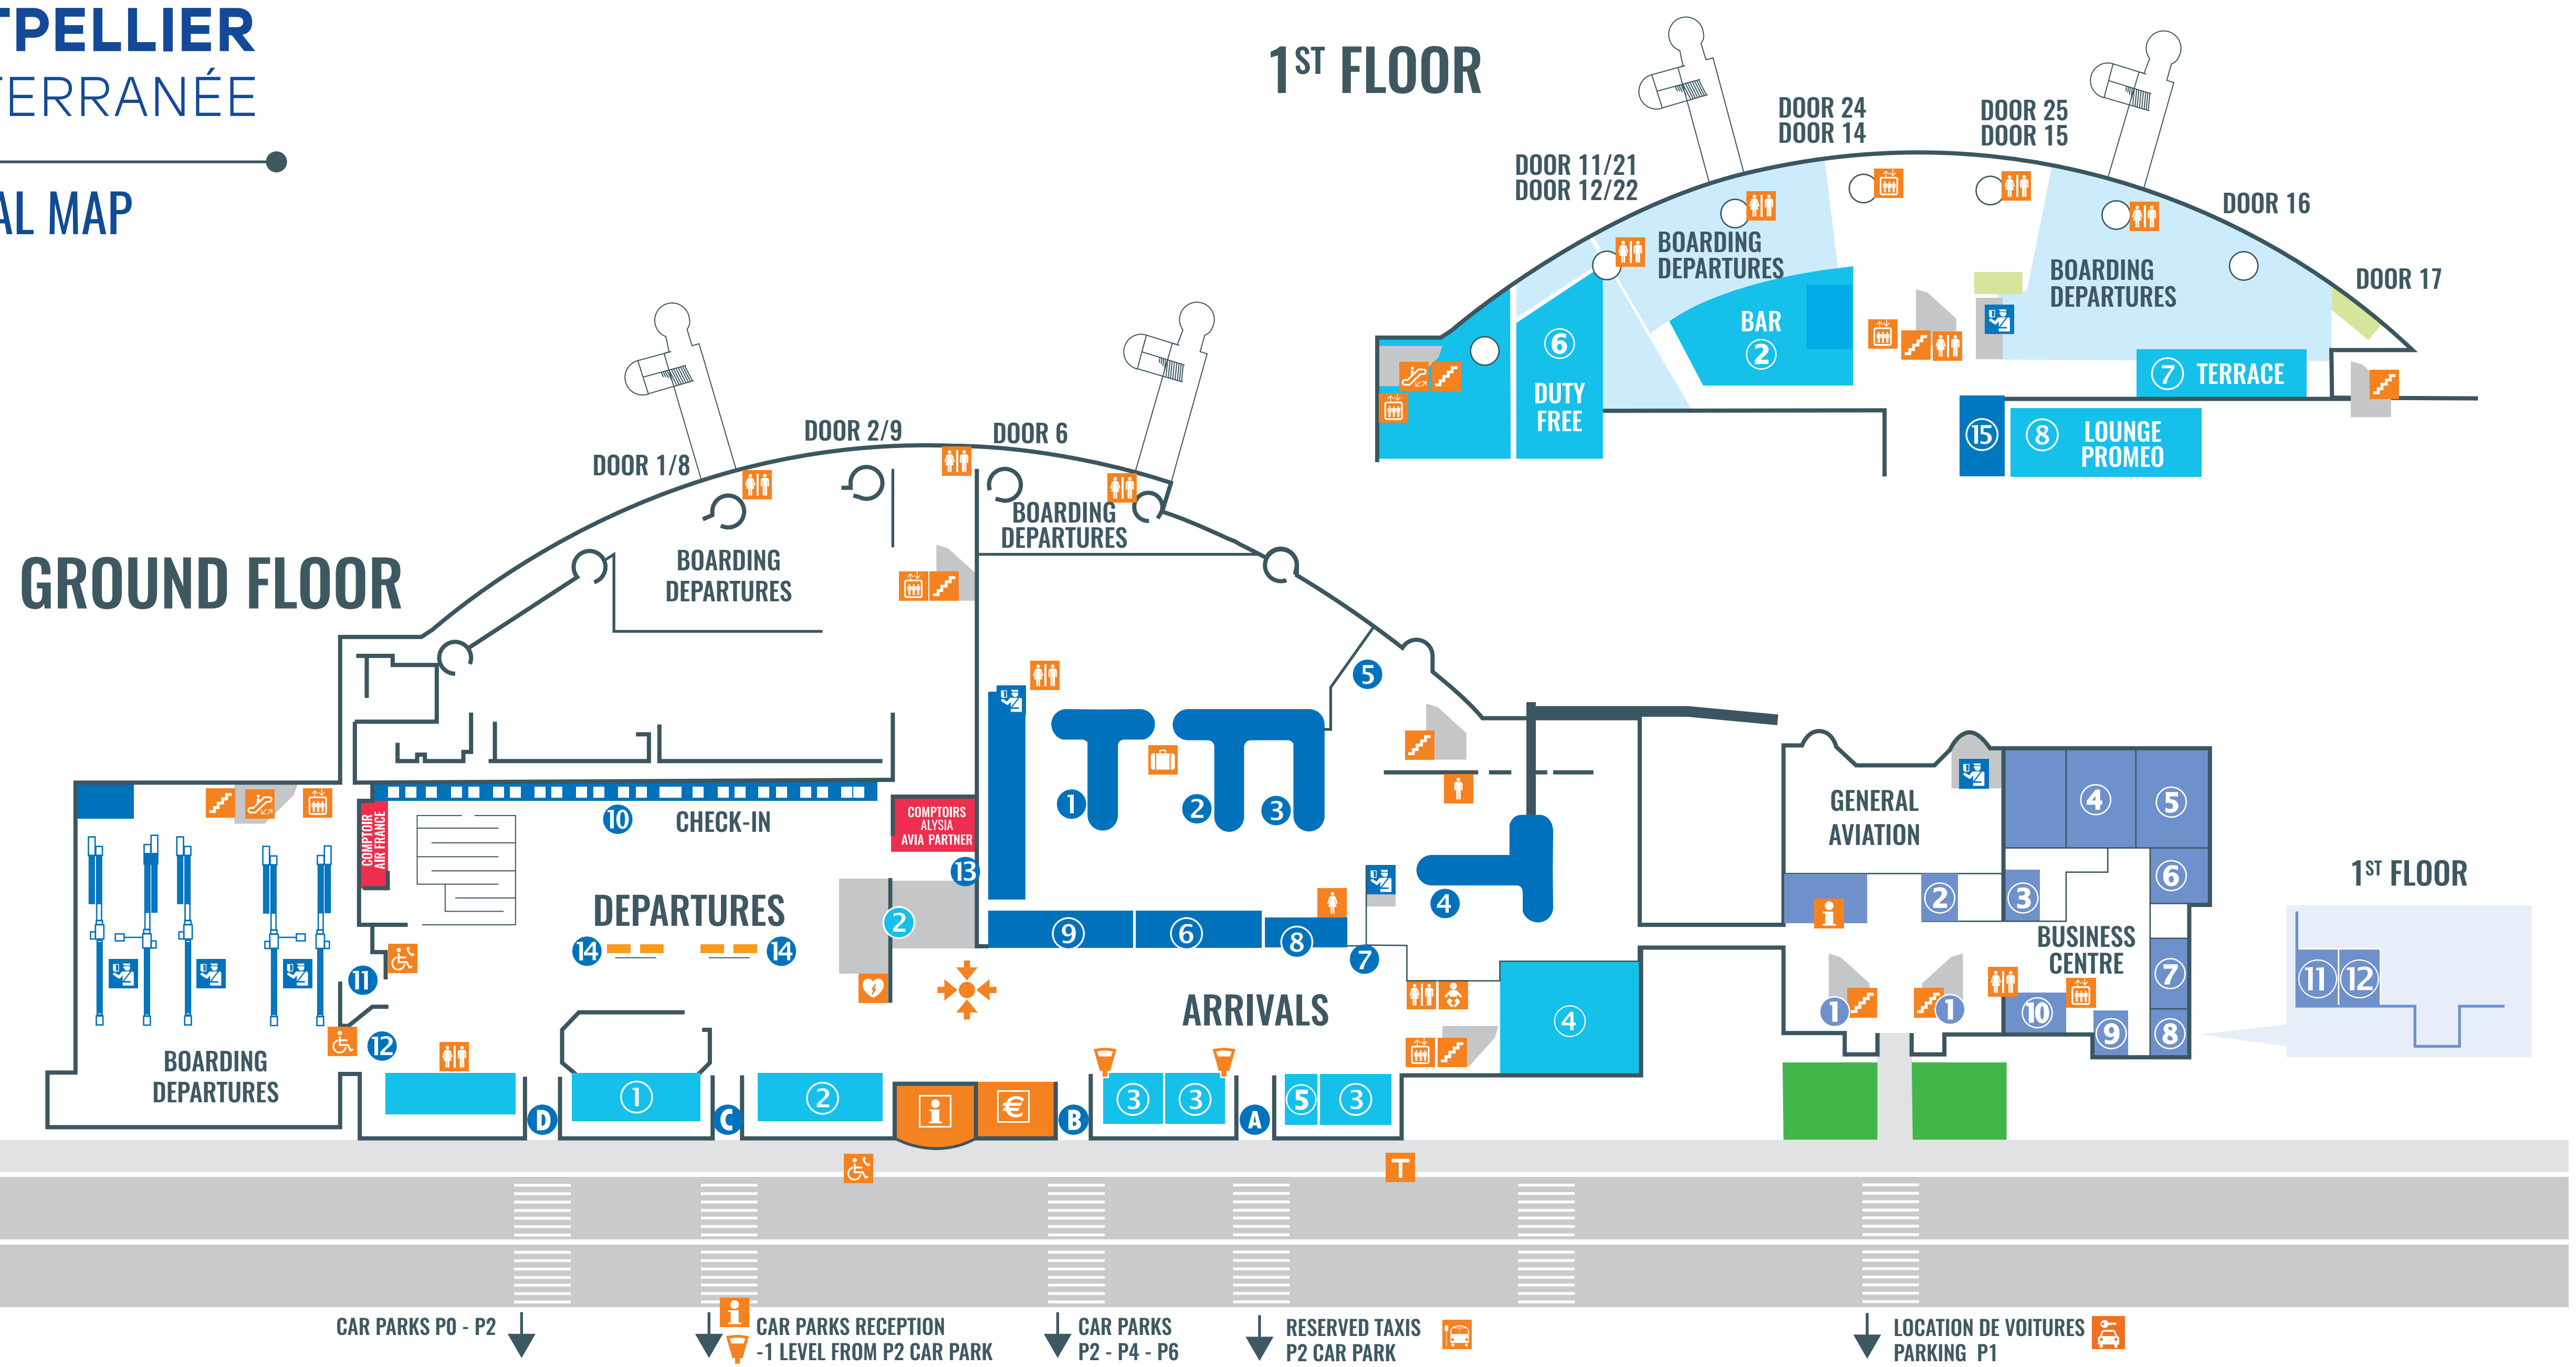 TPELLIER
TERRANÉE
AL MAP
1ST FLOOR
DOOR 24
DOOR 14
DOOR 25
DOOR 15
DOOR 11/21
DOOR 12/22
DOOR 16
DOOR 17
BOARDING
DEPARTURES
BOARDING
DEPARTURES
BAR
2
6
DUTY
FREE
7 TERRACE
15
8 LOUNGE
PROMEO
GROUND FLOOR
DOOR 1/8
DOOR 2/9
DOOR 6
BOARDING
DEPARTURES
BOARDING
DEPARTURES
5
1
2
3
4
10
CHECK-IN
COMPTOIR
AIR FRANCE
COMPTOIRS
ALYSIA
AVIA PARTNER
13
DEPARTURES
2
14
14
9
6
8
7
11
12
ARRIVALS
4
BOARDING
DEPARTURES
1
2
i
€
3
3
5
3
D
C
B
A
T
GENERAL
AVIATION
4
5
6
i
2
3
BUSINESS
CENTRE
7
1
1
10
9
8
1ST FLOOR
11
12
CAR PARKS P0 - P2
i
CAR PARKS RECEPTION
-1 LEVEL FROM P2 CAR PARK
CAR PARKS
P2 - P4 - P6
RESERVED TAXIS
P2 CAR PARK
LOCATION DE VOITURES
PARKING P1